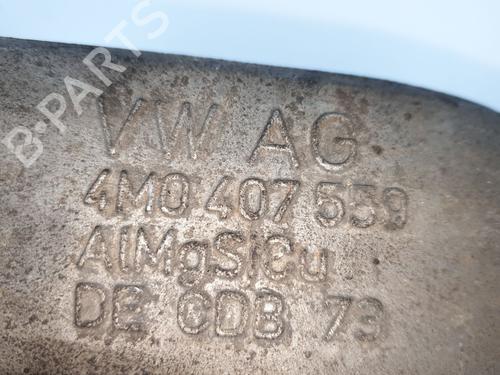 B-PARTS
VW AG
4M0 407 559
AlMgSiCu
DE CDB 73